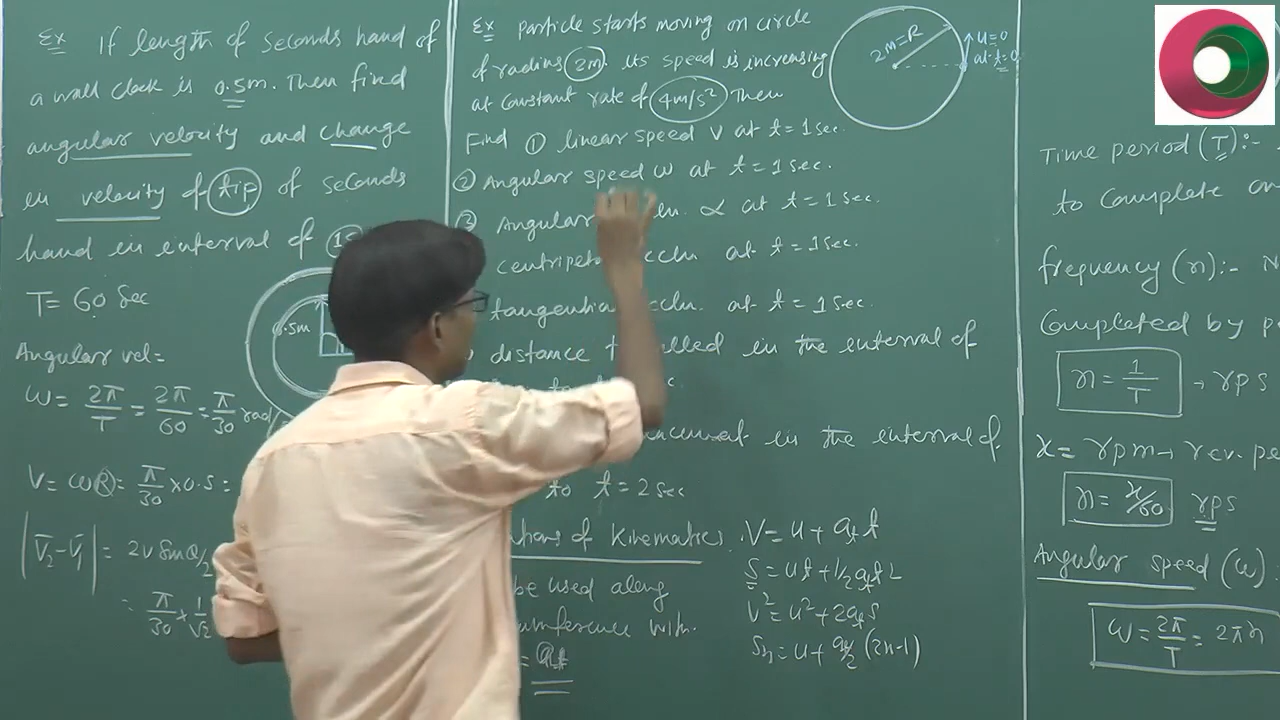 Ex If length of seconds hand of
a wall clock is 0.5m. Then find
angular velocity and change
in velocity of tip of seconds
hand in interval of
T = 60 Sec
0.5m
Angular vel =
ω = 2π/T = 2π/60 = π/30 rad/
V = ωR = π/30 × 0.5 =
|V̄₂ - V̄₁| = 2v Sin θ/2
= π/30 × 1/√2
Ex Particle starts moving on circle
of radius 2m. its speed is increasing
at constant rate of 4m/s² Then
Find ① linear speed V at t = 1 sec.
② Angular speed ω at t = 1 sec.
③ Angular α at t = 1 sec.
at t = 1 sec.
at t = 1 sec.
distance in the interval of
in the interval of
to t = 2 sec
of Kinematics.
be used along
with
= at
V = u + att
S = ut + 1/2 att2
V² = u² + 2ats
Sn = u + at/2 (2n-1)
2m = R
u = 0
at t = 0
Time period (T) :-
to Complete
frequency (n) :-
Completed by
n = 1/T → rps
x = rpm → rev. pe
n = x/60 rps
Angular speed (ω)
ω = 2π/T = 2πn